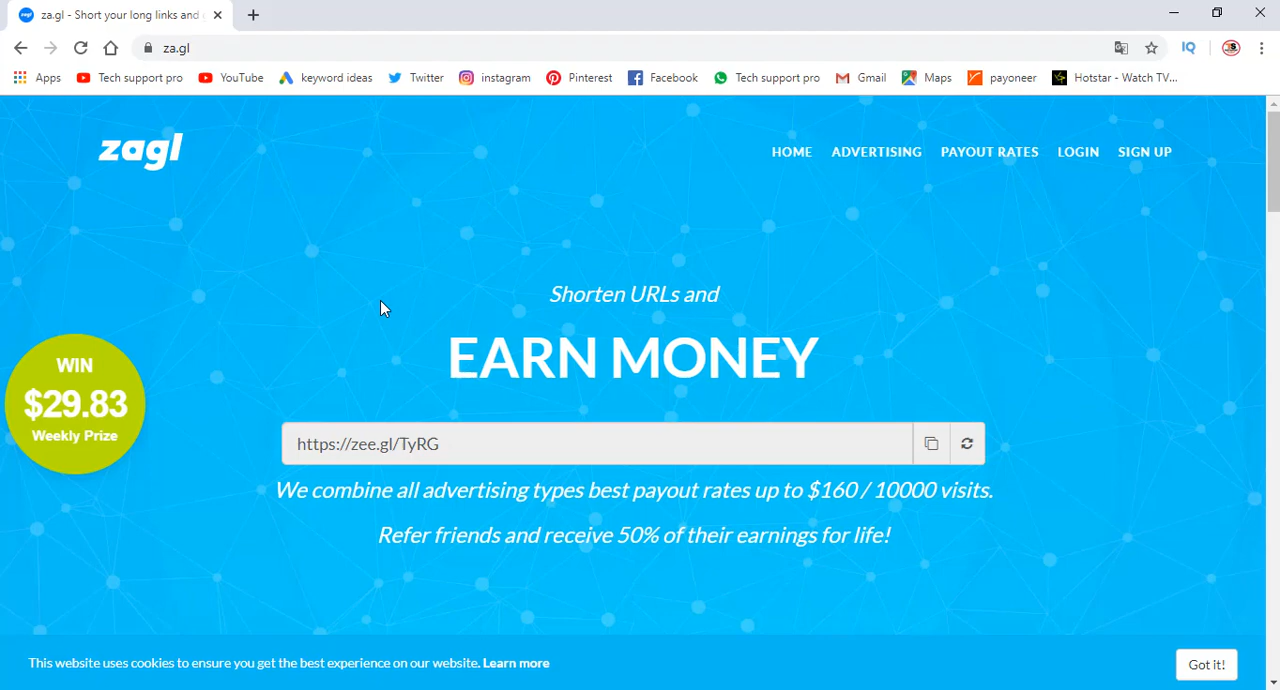 za.gl - Short your long links and
za.gl
Apps
Tech support pro
YouTube
keyword ideas
Twitter
instagram
Pinterest
Facebook
Tech support pro
Gmail
Maps
payoneer
Hotstar - Watch TV...
zagl
HOME
ADVERTISING
PAYOUT RATES
LOGIN
SIGN UP
Shorten URLs and
EARN MONEY
WIN
$29.83
Weekly Prize
https://zee.gl/TyRG
We combine all advertising types best payout rates up to $160 / 10000 visits.
Refer friends and receive 50% of their earnings for life!
This website uses cookies to ensure you get the best experience on our website. Learn more
Got it!